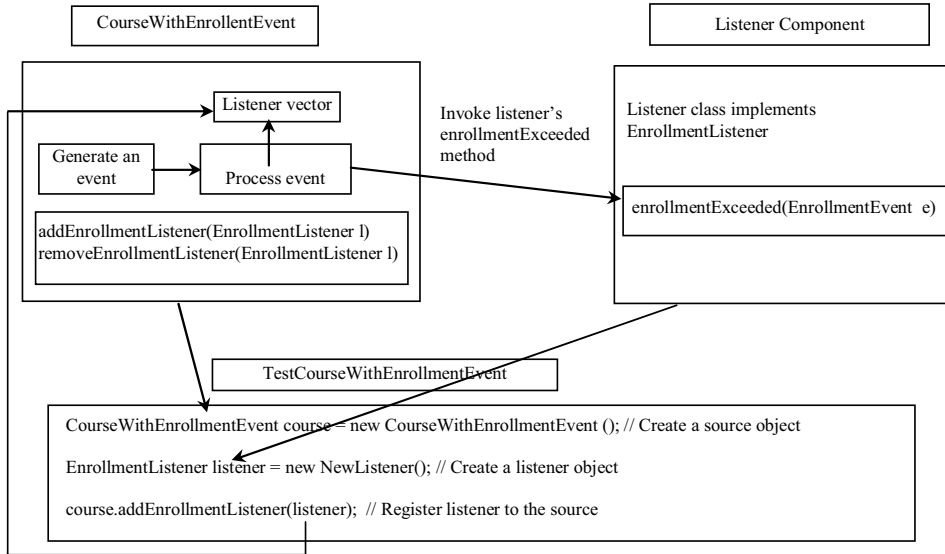 CourseWithEnrollentEvent
Listener Component
Listener vector
Generate an
event
Process event
addEnrollmentListener(EnrollmentListener l)
removeEnrollmentListener(EnrollmentListener l)
Invoke listener's
enrollmentExceeded
method
Listener class implements
EnrollmentListener
enrollmentExceeded(EnrollmentEvent e)
TestCourseWithEnrollmentEvent
CourseWithEnrollmentEvent course = new CourseWithEnrollmentEvent (); // Create a source object
EnrollmentListener listener = new NewListener(); // Create a listener object
course.addEnrollmentListener(listener); // Register listener to the source